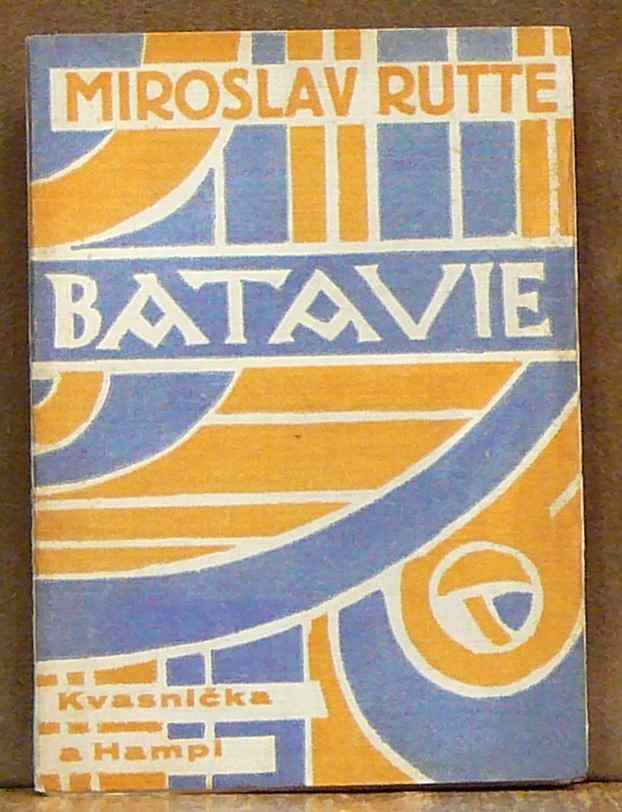 MIROSLAV RUTTE
BATAVIE
Kvasnička
a Hampl